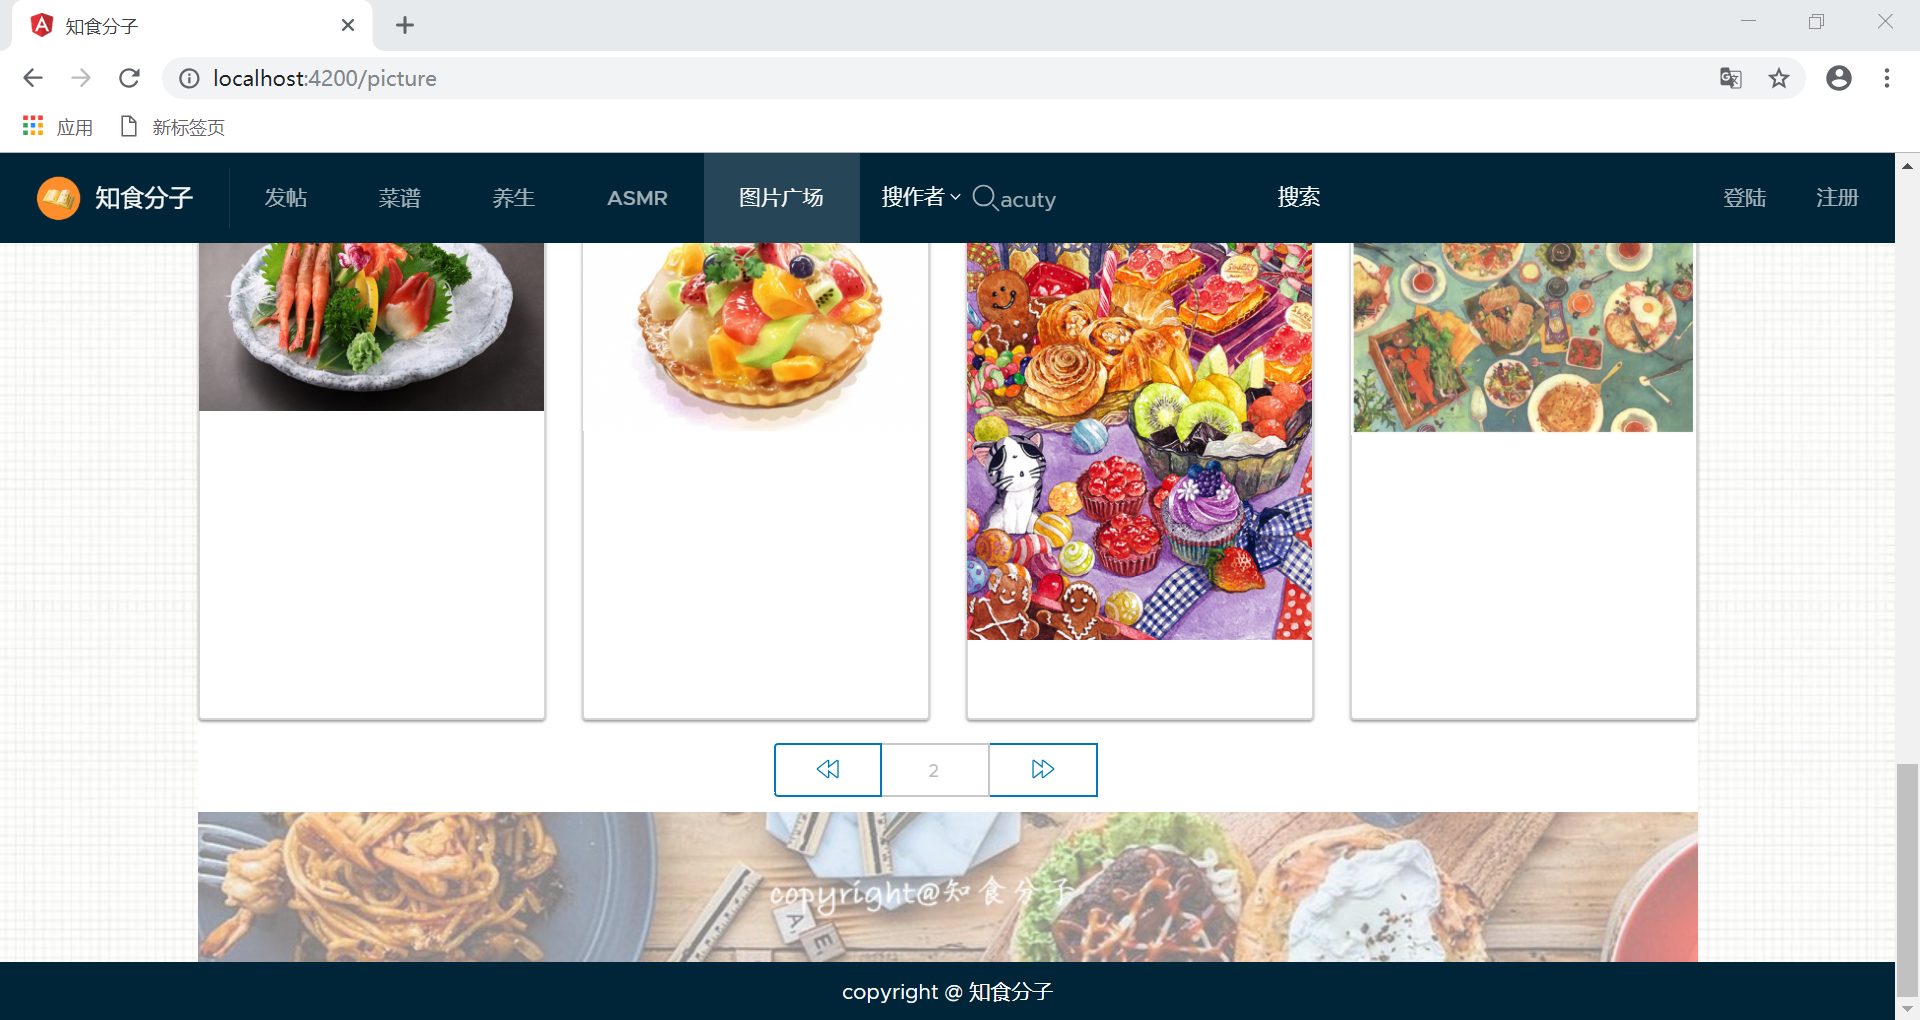 知食分子
localhost:4200/picture
应用 新标签页
知食分子 发帖 菜谱 养生 ASMR 图片广场 搜作者 acuty 搜索 登陆 注册
2
copyright@知食分子
A
E
copyright @ 知食分子